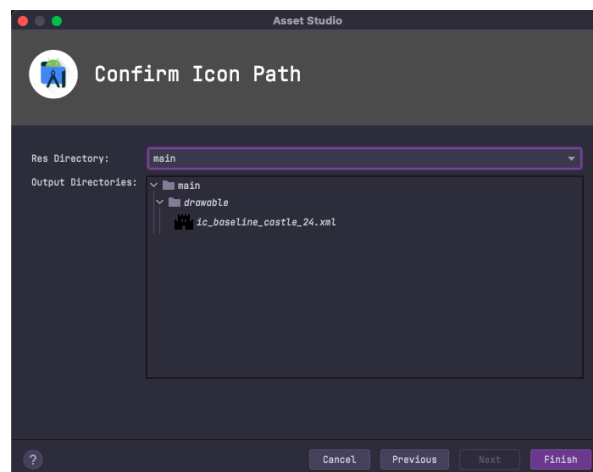 Asset Studio
Confirm Icon Path
Res Directory:
main
Output Directories:
main
drawable
ic_baseline_castle_24.xml
?
Cancel
Previous
Next
Finish